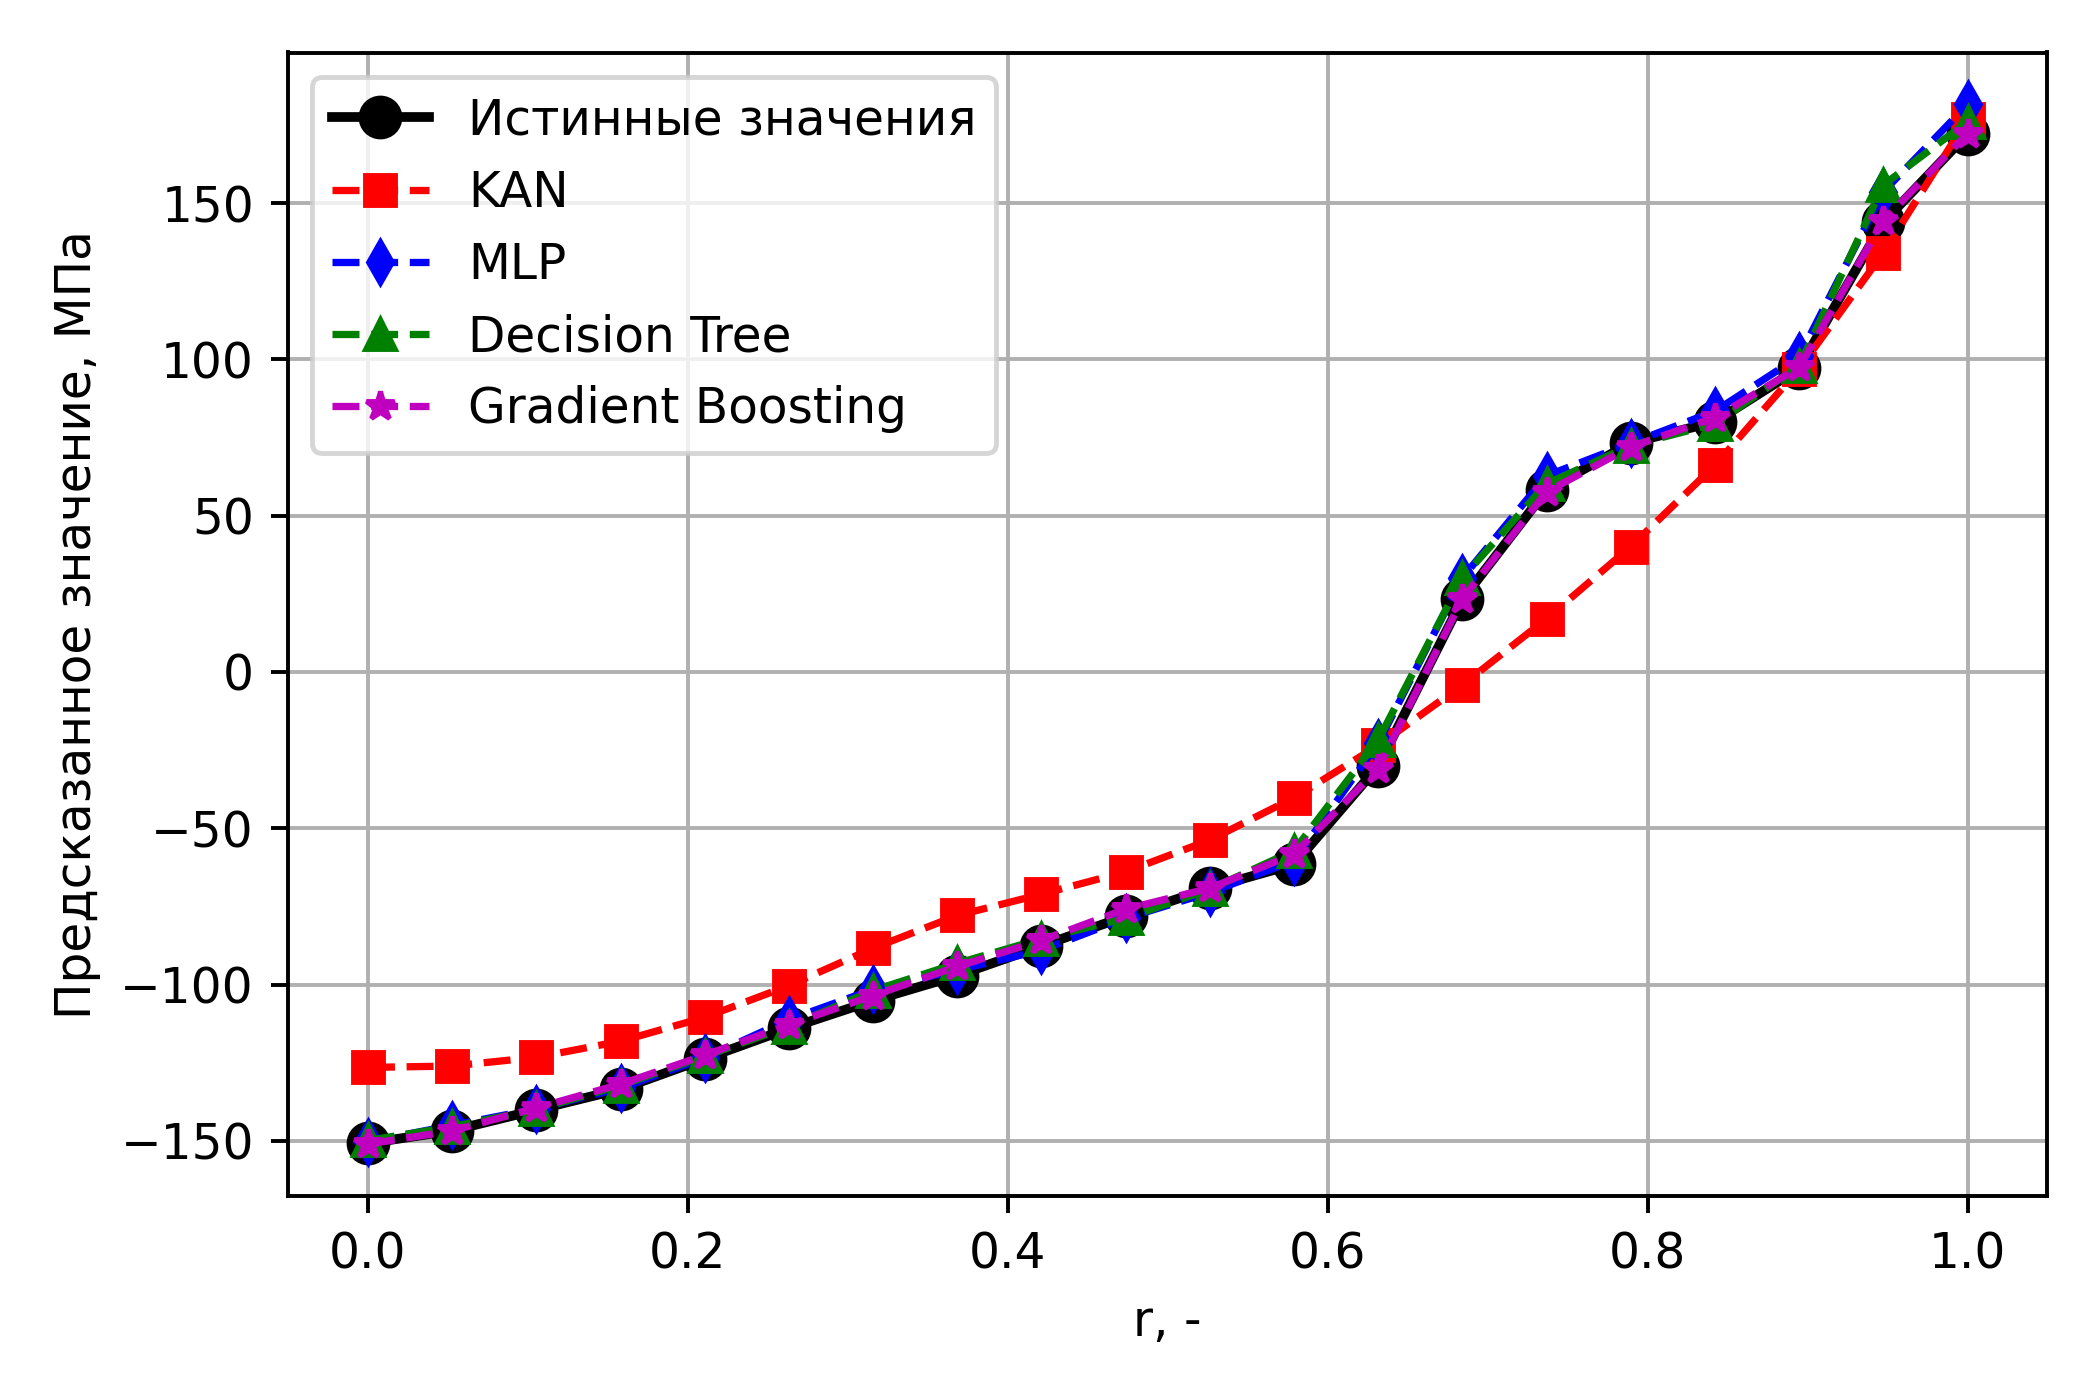 Истинные значения
KAN
MLP
Decision Tree
Gradient Boosting
Предсказанное значение, МПа
150
100
50
0
−50
−100
−150
0.0 0.2 0.4 0.6 0.8 1.0
r, -